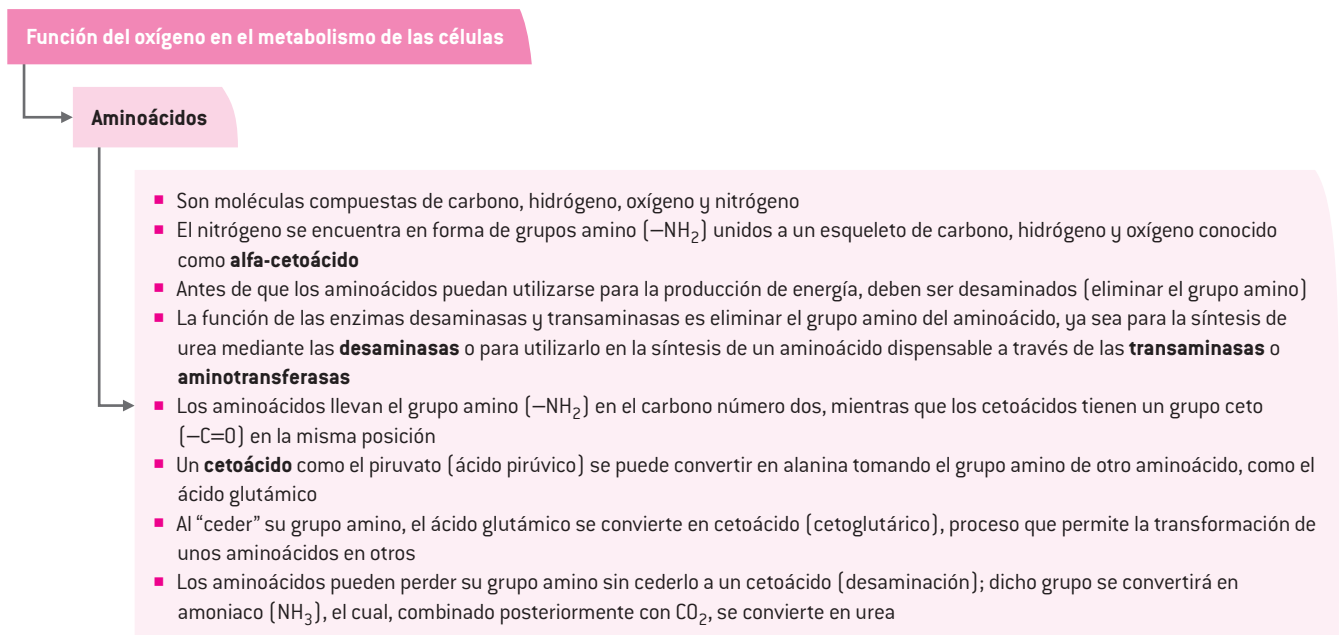 Función del oxígeno en el metabolismo de las células
Aminoácidos
▪ Son moléculas compuestas de carbono, hidrógeno, oxígeno y nitrógeno
▪ El nitrógeno se encuentra en forma de grupos amino (—NH₂) unidos a un esqueleto de carbono, hidrógeno y oxígeno conocido
como alfa-cetoácido
▪ Antes de que los aminoácidos puedan utilizarse para la producción de energía, deben ser desaminados (eliminar el grupo amino)
▪ La función de las enzimas desaminasas y transaminasas es eliminar el grupo amino del aminoácido, ya sea para la síntesis de
urea mediante las desaminasas o para utilizarlo en la síntesis de un aminoácido dispensable a través de las transaminasas o
aminotransferasas
▪ Los aminoácidos llevan el grupo amino (—NH₂) en el carbono número dos, mientras que los cetoácidos tienen un grupo ceto
(—C=O) en la misma posición
▪ Un cetoácido como el piruvato (ácido pirúvico) se puede convertir en alanina tomando el grupo amino de otro aminoácido, como el
ácido glutámico
▪ Al “ceder” su grupo amino, el ácido glutámico se convierte en cetoácido (cetoglutárico), proceso que permite la transformación de
unos aminoácidos en otros
▪ Los aminoácidos pueden perder su grupo amino sin cederlo a un cetoácido (desaminación); dicho grupo se convertirá en
amoniaco (NH₃), el cual, combinado posteriormente con CO₂, se convierte en urea